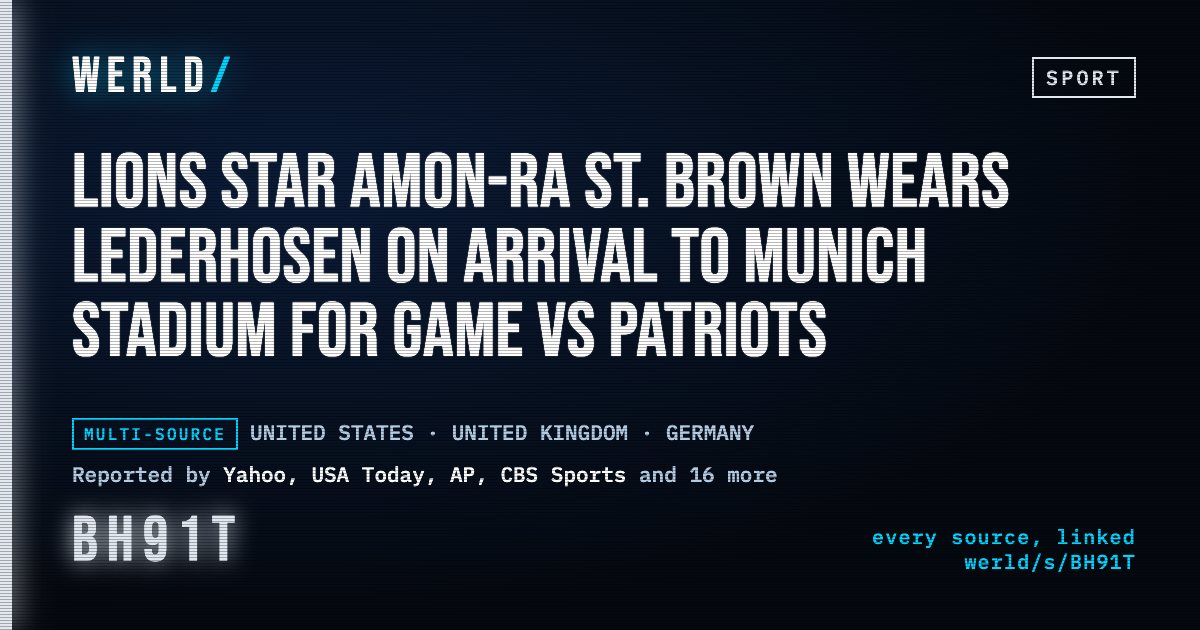 WERLD/
SPORT
LIONS STAR AMON-RA ST. BROWN WEARS
LEDERHOSEN ON ARRIVAL TO MUNICH
STADIUM FOR GAME VS PATRIOTS
MULTI-SOURCE UNITED STATES · UNITED KINGDOM · GERMANY
Reported by Yahoo, USA Today, AP, CBS Sports and 16 more
BH91T
every source, linked
werld/s/BH91T